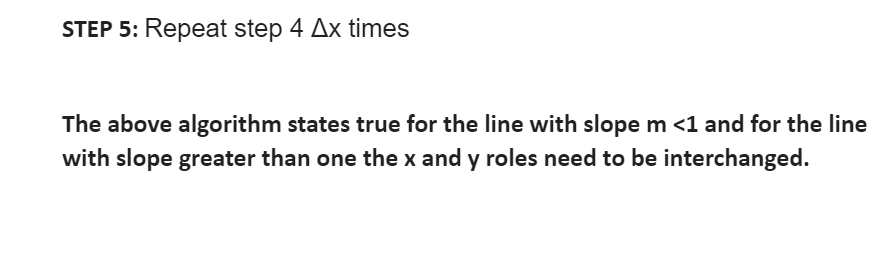 STEP 5: Repeat step 4 Δx times
The above algorithm states true for the line with slope m <1 and for the line
with slope greater than one the x and y roles need to be interchanged.